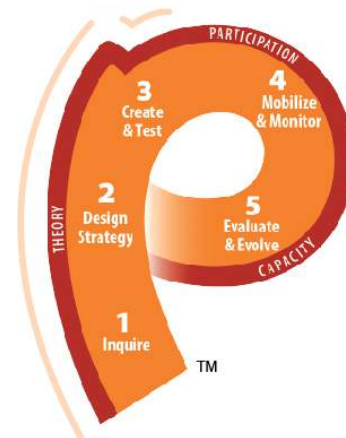 PARTICIPATION
3
Create
& Test
4
Mobilize
& Monitor
THEORY
2
Design
Strategy
5
Evaluate
& Evolve
CAPACITY
1
Inquire
TM